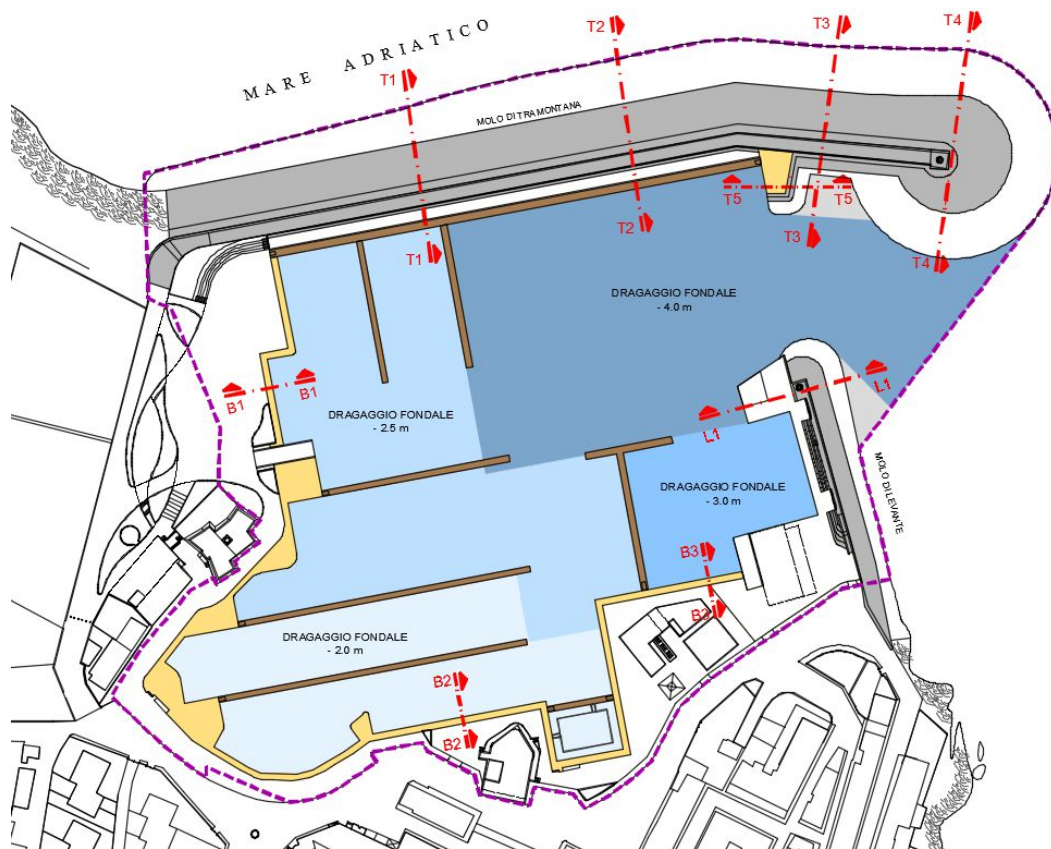 MARE ADRIATICO
T1
T2
T3
T4
MOLO DI TRAMONTANA
T5
T5
T1
T2
T3
T4
DRAGAGGIO FONDALE
- 4.0 m
B1
B1
L1
L1
DRAGAGGIO FONDALE
- 2.5 m
MOLO DI LEVANTE
DRAGAGGIO FONDALE
- 3.0 m
B3
B3
DRAGAGGIO FONDALE
- 2.0 m
B2
B2